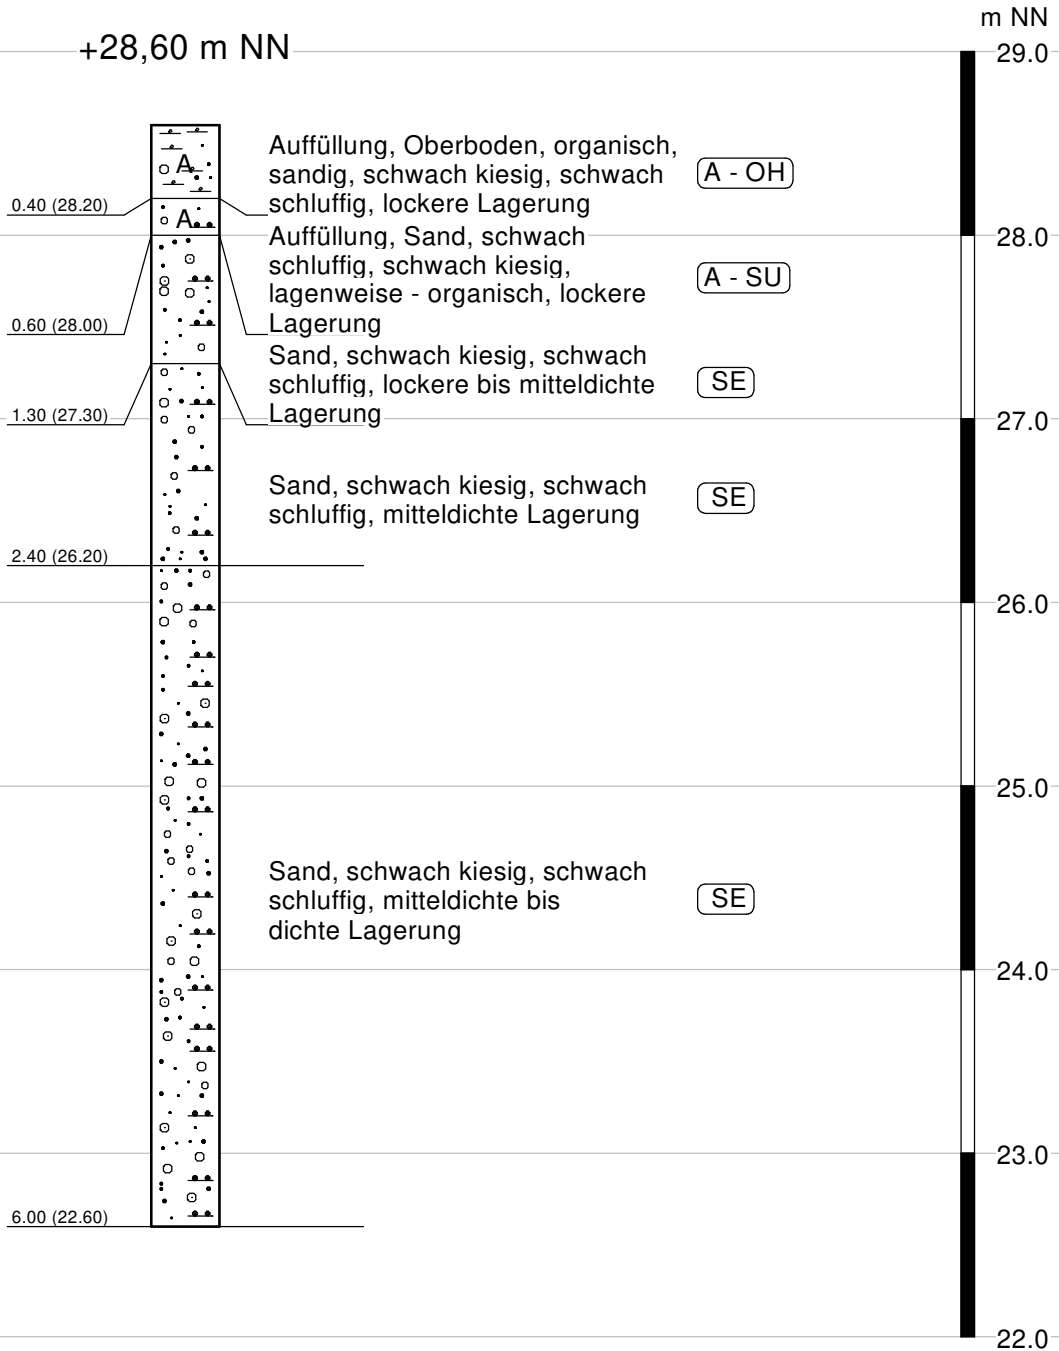 m NN
+28,60 m NN
29.0
Auffüllung, Oberboden, organisch,
sandig, schwach kiesig, schwach
schluffig, lockere Lagerung
A - OH
A
0.40 (28.20)
A
28.0
Auffüllung, Sand, schwach
schluffig, schwach kiesig,
lagenweise - organisch, lockere
Lagerung
A - SU
0.60 (28.00)
Sand, schwach kiesig, schwach
schluffig, lockere bis mitteldichte
Lagerung
SE
1.30 (27.30)
27.0
Sand, schwach kiesig, schwach
schluffig, mitteldichte Lagerung
SE
2.40 (26.20)
26.0
25.0
Sand, schwach kiesig, schwach
schluffig, mitteldichte bis
dichte Lagerung
SE
24.0
23.0
6.00 (22.60)
22.0